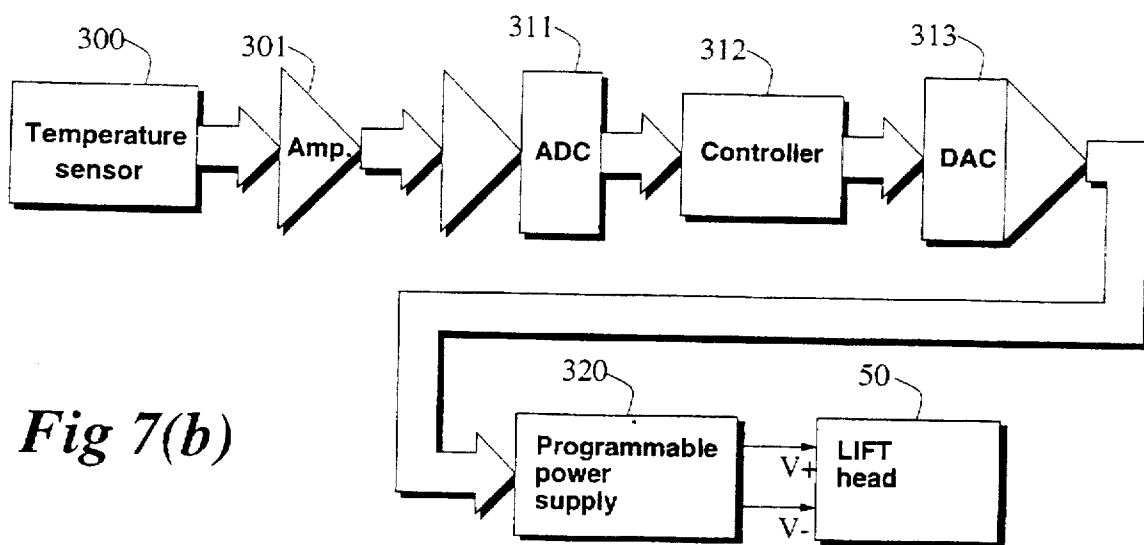 300
301
311
312
313
Temperature
sensor
Amp.
ADC
Controller
DAC
320
50
Fig 7(b)
Programmable
power
supply
V+
V-
LIFT
head